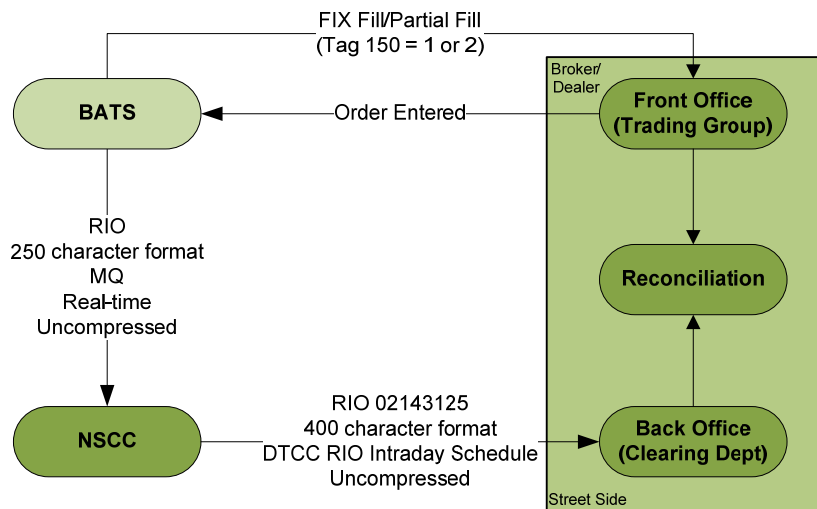 FIX Fill/Partial Fill
(Tag 150 = 1 or 2)
Broker/
Dealer
BATS
Order Entered
Front Office
(Trading Group)
RIO
250 character format
MQ
Real-time
Uncompressed
Reconciliation
NSCC
RIO 02143125
400 character format
DTCC RIO Intraday Schedule
Uncompressed
Back Office
(Clearing Dept)
Street Side